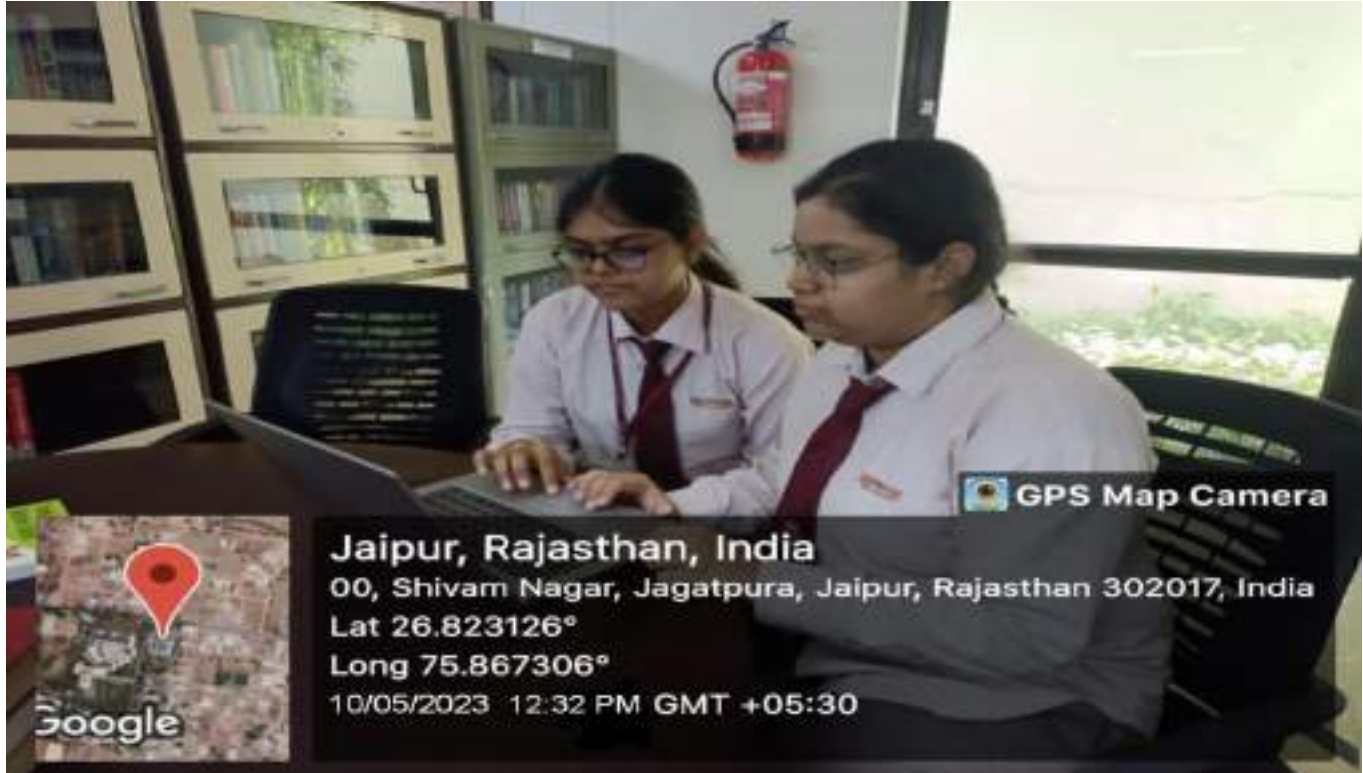 GPS Map Camera
Jaipur, Rajasthan, India
00, Shivam Nagar, Jagatpura, Jaipur, Rajasthan 302017, India
Lat 26.823126°
Long 75.867306°
10/05/2023 12:32 PM GMT +05:30
Google